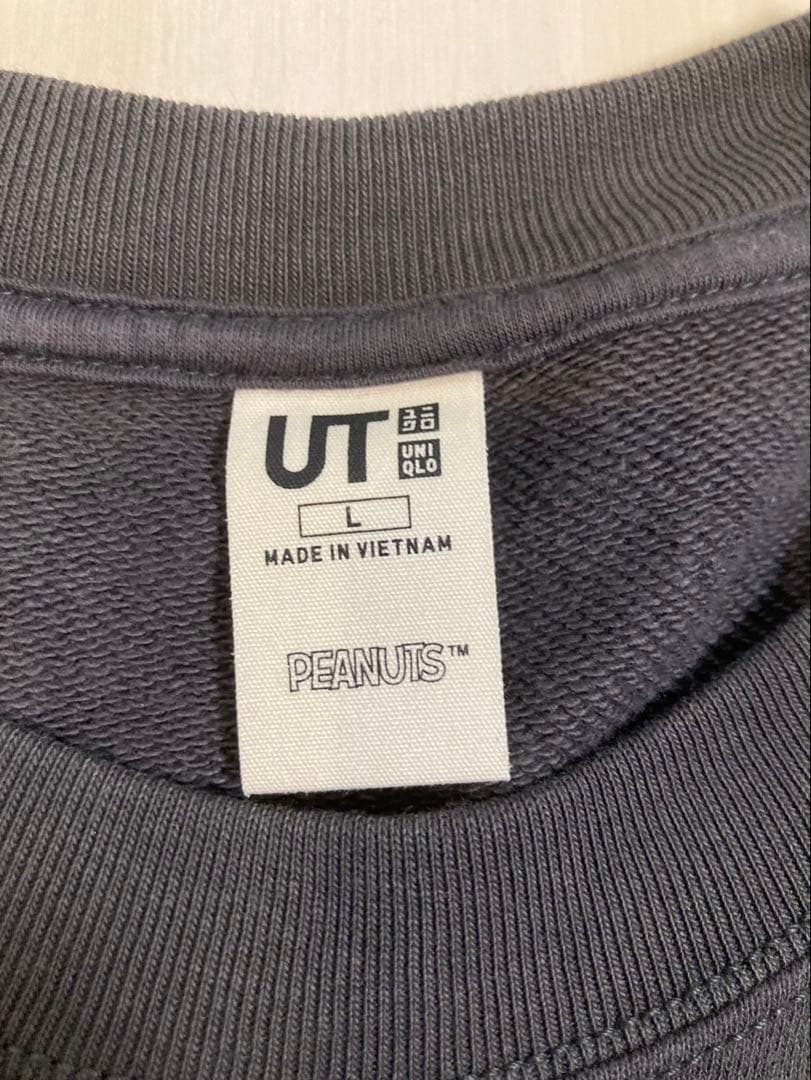 UT
ユニ
クロ
UNI
QLO
L
MADE IN VIETNAM
PEANUTS™